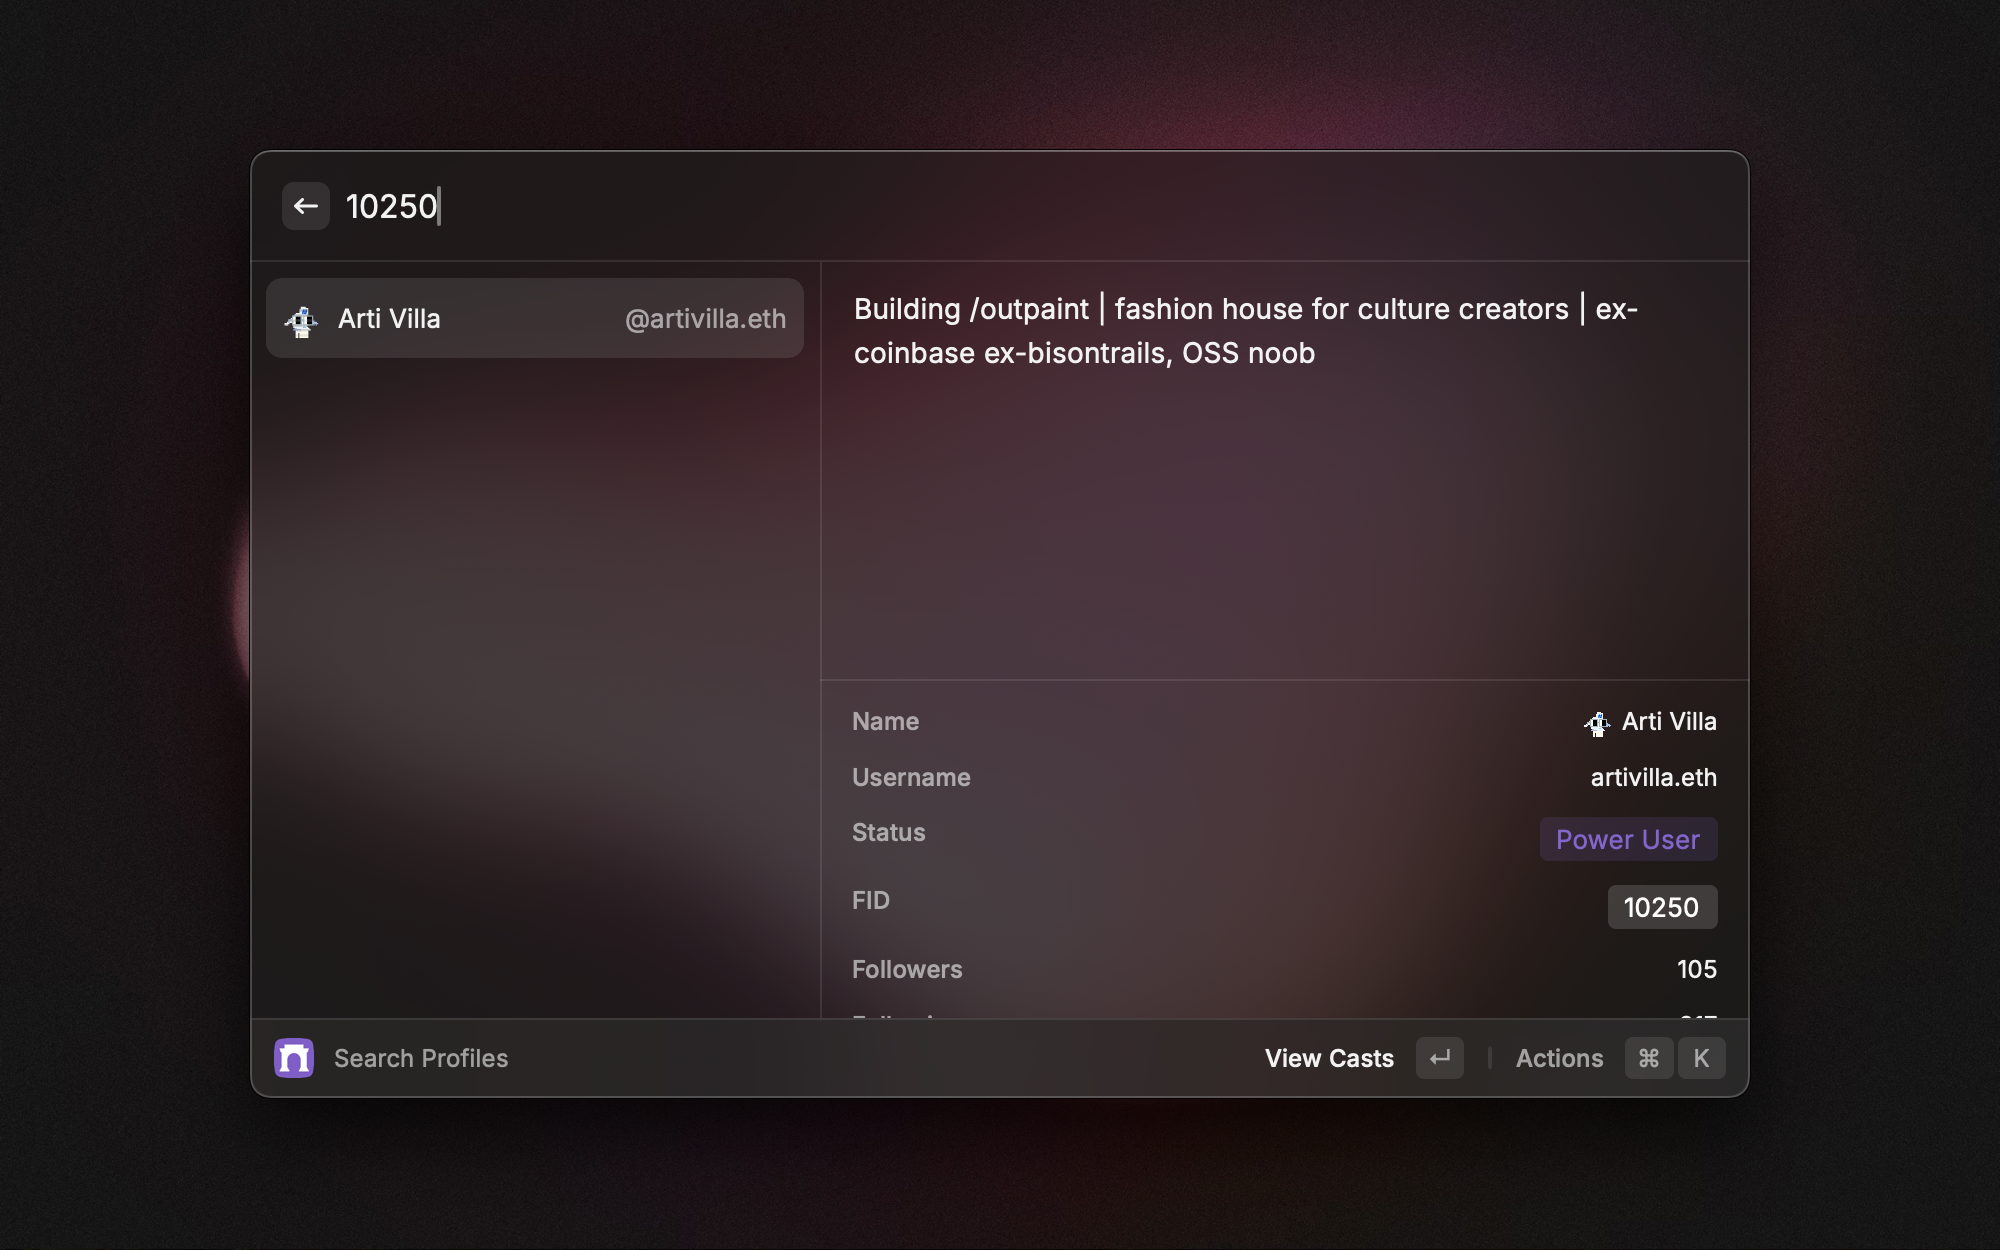 10250
Arti Villa @artivilla.eth
Building /outpaint | fashion house for culture creators | ex-
coinbase ex-bisontrails, OSS noob
Name Arti Villa
Username artivilla.eth
Status Power User
FID 10250
Followers 105
Search Profiles View Casts ↵ Actions ⌘ K